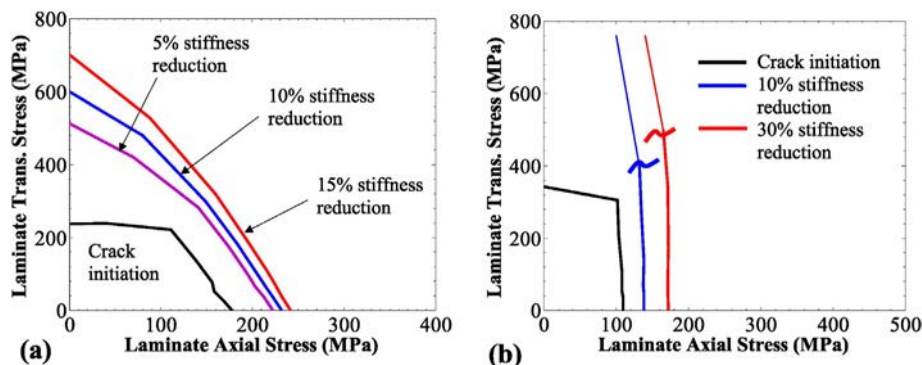 800
600
400
200
0
Laminate Trans. Stress (MPa)
5% stiffness
reduction
10% stiffness
reduction
15% stiffness
reduction
Crack
initiation
0
100
200
300
400
Laminate Axial Stress (MPa)
(a)
800
600
400
200
0
Laminate Trans. Stress (MPa)
Crack initiation
10% stiffness
reduction
30% stiffness
reduction
0
100
200
300
400
500
Laminate Axial Stress (MPa)
(b)